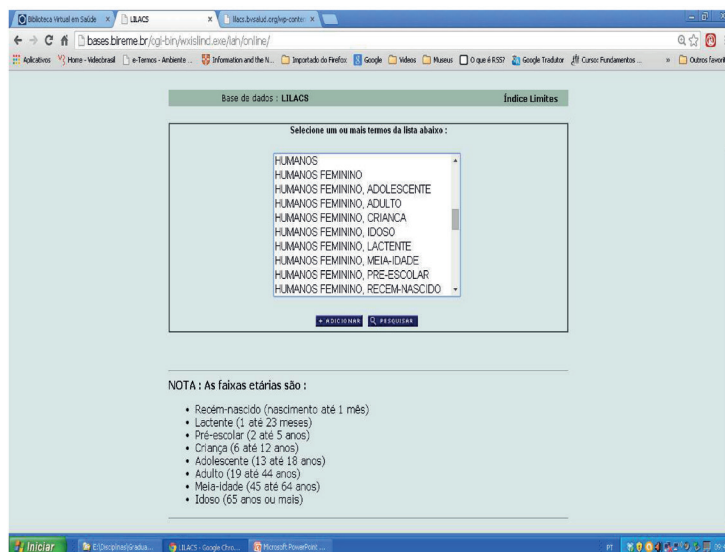 Biblioteca Virtual em Saúde
LILACS
lilacs.bvsalud.org/wp-conter
bases.bireme.br/cgi-bin/wxislind.exe/iah/online/
Aplicativos
Home - Videobrasil
e-Termos - Ambiente ...
Information and the N...
Importado do Firefox
Google
Videos
Museus
O que é RSS?
Google Tradutor
Curso: Fundamentos ...
»
Outros favorit
Base de dados : LILACS
Índice Limites
Selecione um ou mais termos da lista abaixo :
HUMANOS
HUMANOS FEMININO
HUMANOS FEMININO, ADOLESCENTE
HUMANOS FEMININO, ADULTO
HUMANOS FEMININO, CRIANCA
HUMANOS FEMININO, IDOSO
HUMANOS FEMININO, LACTENTE
HUMANOS FEMININO, MEIA-IDADE
HUMANOS FEMININO, PRE-ESCOLAR
HUMANOS FEMININO, RECEM-NASCIDO
+ ADICIONAR
PESQUISAR
NOTA : As faixas etárias são :
• Recém-nascido (nascimento até 1 mês)
• Lactente (1 até 23 meses)
• Pré-escolar (2 até 5 anos)
• Criança (6 até 12 anos)
• Adolescente (13 até 18 anos)
• Adulto (19 até 44 anos)
• Meia-idade (45 até 64 anos)
• Idoso (65 anos ou mais)
Iniciar
E:\Disciplinas\Gradua...
LILACS - Google Chro...
Microsoft PowerPoint ...
PT